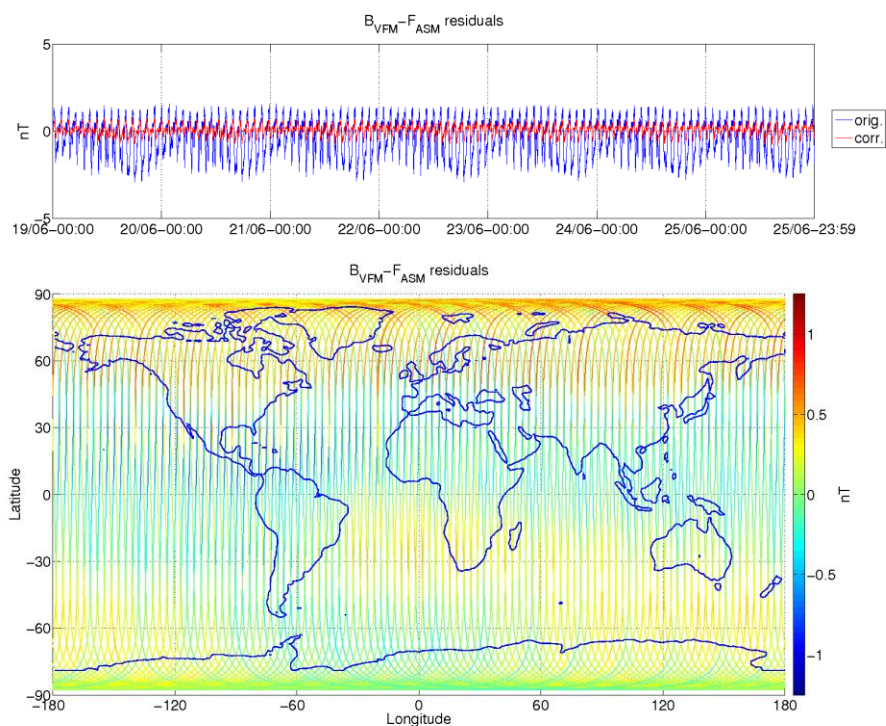 B_VFM−F_ASM residuals
5
0
−5
nT
19/06−00:00 20/06−00:00 21/06−00:00 22/06−00:00 23/06−00:00 24/06−00:00 25/06−00:00 25/06−23:59
orig.
corr.
B_VFM−F_ASM residuals
90
60
30
0
−30
−60
−90
Latitude
−180 −120 −60 0 60 120 180
Longitude
1
0.5
0
−0.5
−1
nT